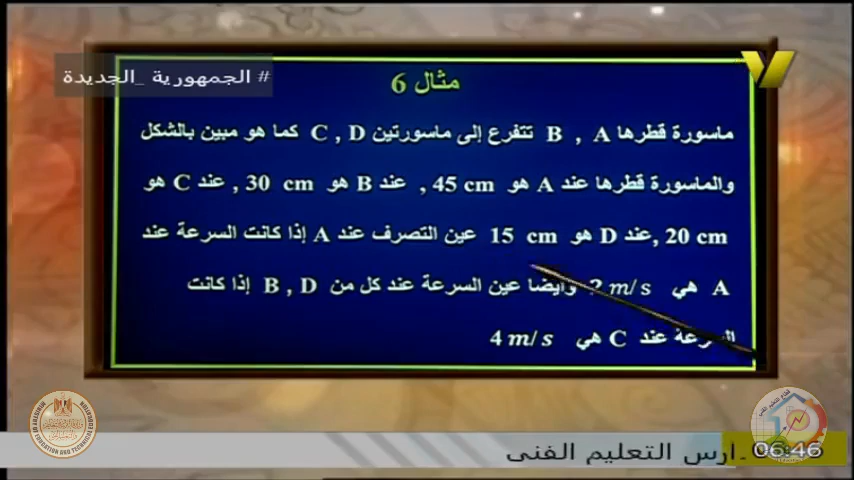 # الجمهورية _الجديدة
مثال 6
ماسورة قطرها A , B تتفرع إلى ماسورتين C , D كما هو مبين بالشكل
والماسورة قطرها عند A هو 45 cm , عند B هو 30 cm , عند C هو
20 cm ,عند D هو 15 cm عين التصرف عند A إذا كانت السرعة عند
A هي m/s وأيضا عين السرعة عند كل من B , D إذا كانت
السرعة عند C هي 4 m/s
ارس التعليم الفنى
06:46